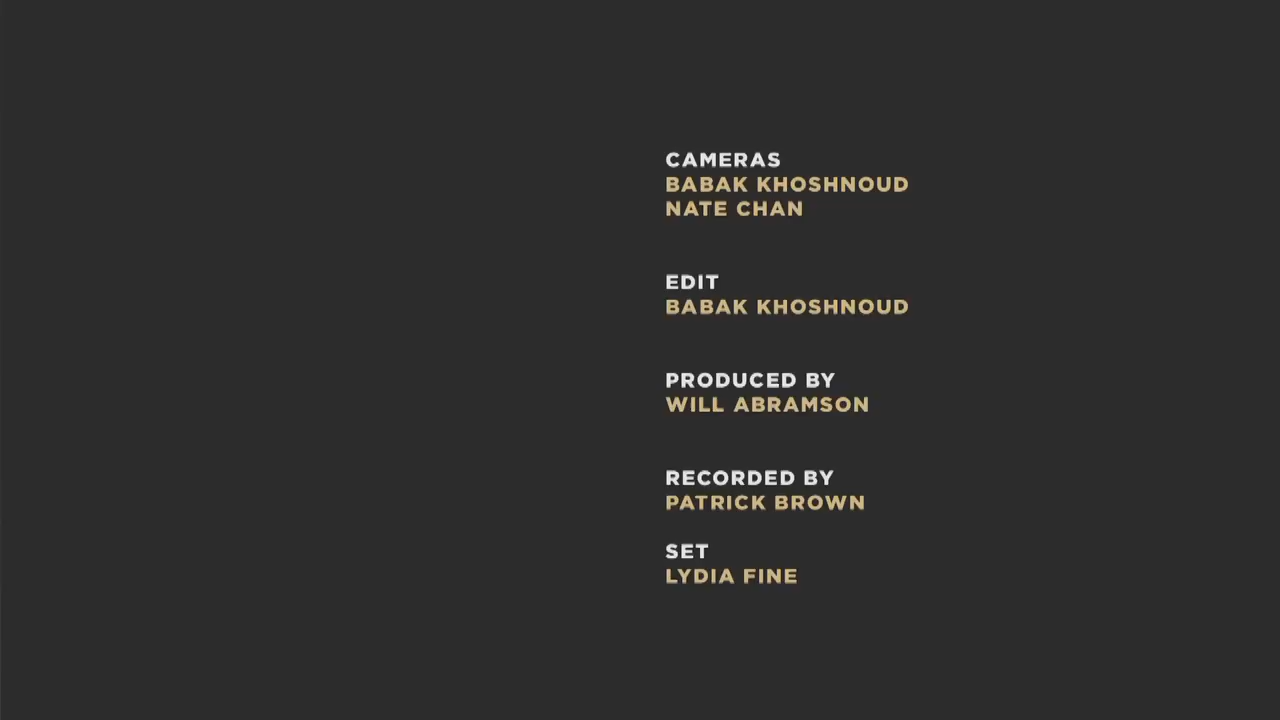 CAMERAS
BABAK KHOSHNOUD
NATE CHAN
EDIT
BABAK KHOSHNOUD
PRODUCED BY
WILL ABRAMSON
RECORDED BY
PATRICK BROWN
SET
LYDIA FINE